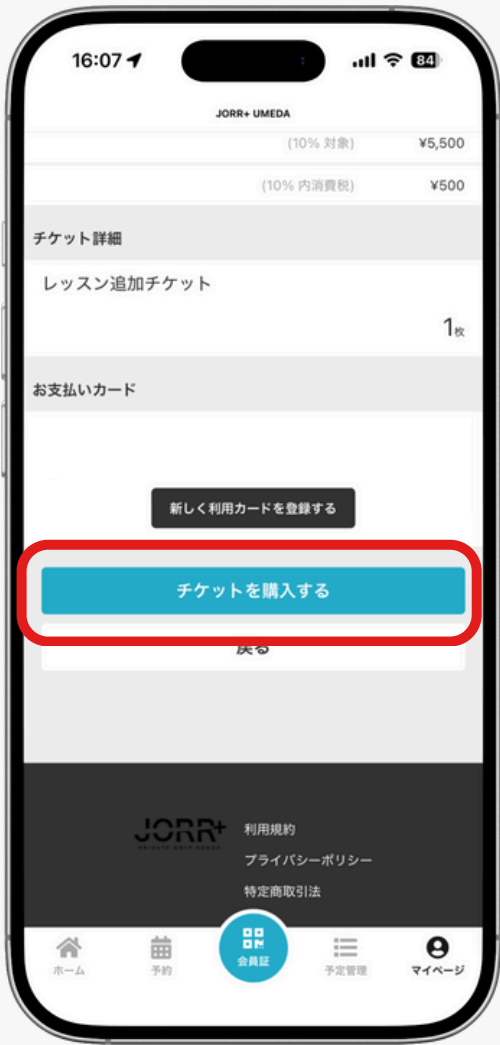 16:07
84
JORR+ UMEDA
(10% 対象) ¥5,500
(10% 内消費税) ¥500
チケット詳細
レッスン追加チケット
1枚
お支払いカード
新しく利用カードを登録する
チケットを購入する
戻る
JORR+
利用規約
プライバシーポリシー
特定商取引法
ホーム 予約 会員証 予定管理 マイページ